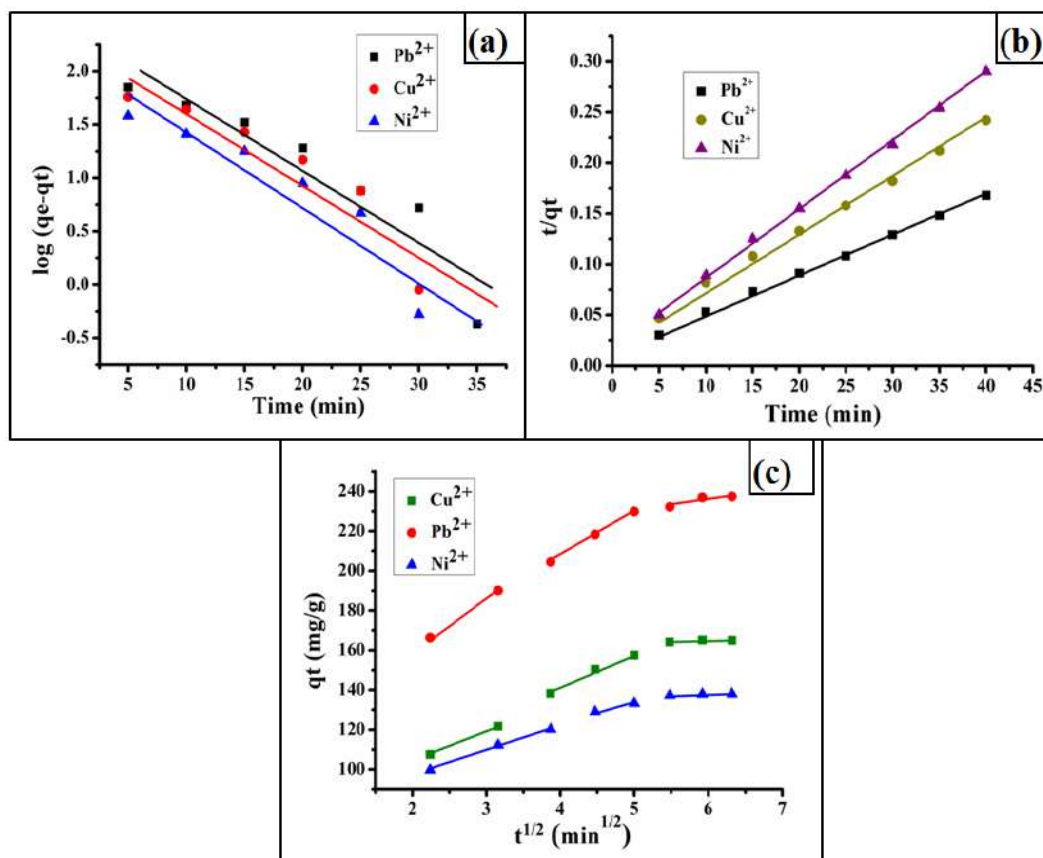 (a)
Pb2+
Cu2+
Ni2+
log (qe-qt)
2.0
1.5
1.0
0.5
0.0
-0.5
5 10 15 20 25 30 35
Time (min)
(b)
Pb2+
Cu2+
Ni2+
t/qt
0.30
0.25
0.20
0.15
0.10
0.05
0.00
0 5 10 15 20 25 30 35 40 45
Time (min)
(c)
Cu2+
Pb2+
Ni2+
qt (mg/g)
240
220
200
180
160
140
120
100
2 3 4 5 6 7
t1/2 (min1/2)